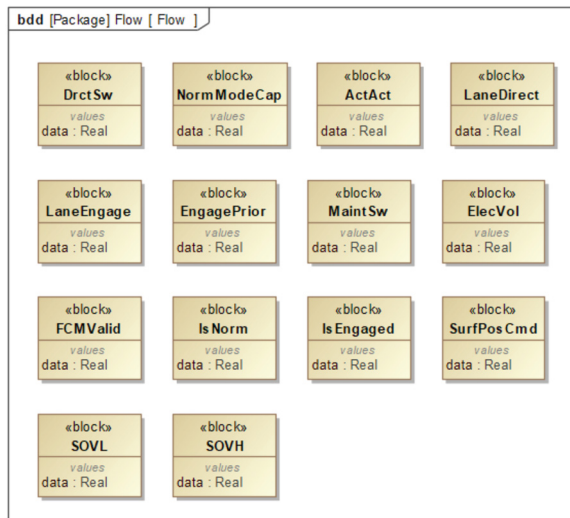 bdd [Package] Flow [ Flow ]
«block»
DrctSw
values
data : Real
«block»
NormModeCap
values
data : Real
«block»
ActAct
values
data : Real
«block»
LaneDirect
values
data : Real
«block»
LaneEngage
values
data : Real
«block»
EngagePrior
values
data : Real
«block»
MaintSw
values
data : Real
«block»
ElecVol
values
data : Real
«block»
FCMValid
values
data : Real
«block»
IsNorm
values
data : Real
«block»
IsEngaged
values
data : Real
«block»
SurfPosCmd
values
data : Real
«block»
SOVL
values
data : Real
«block»
SOVH
values
data : Real